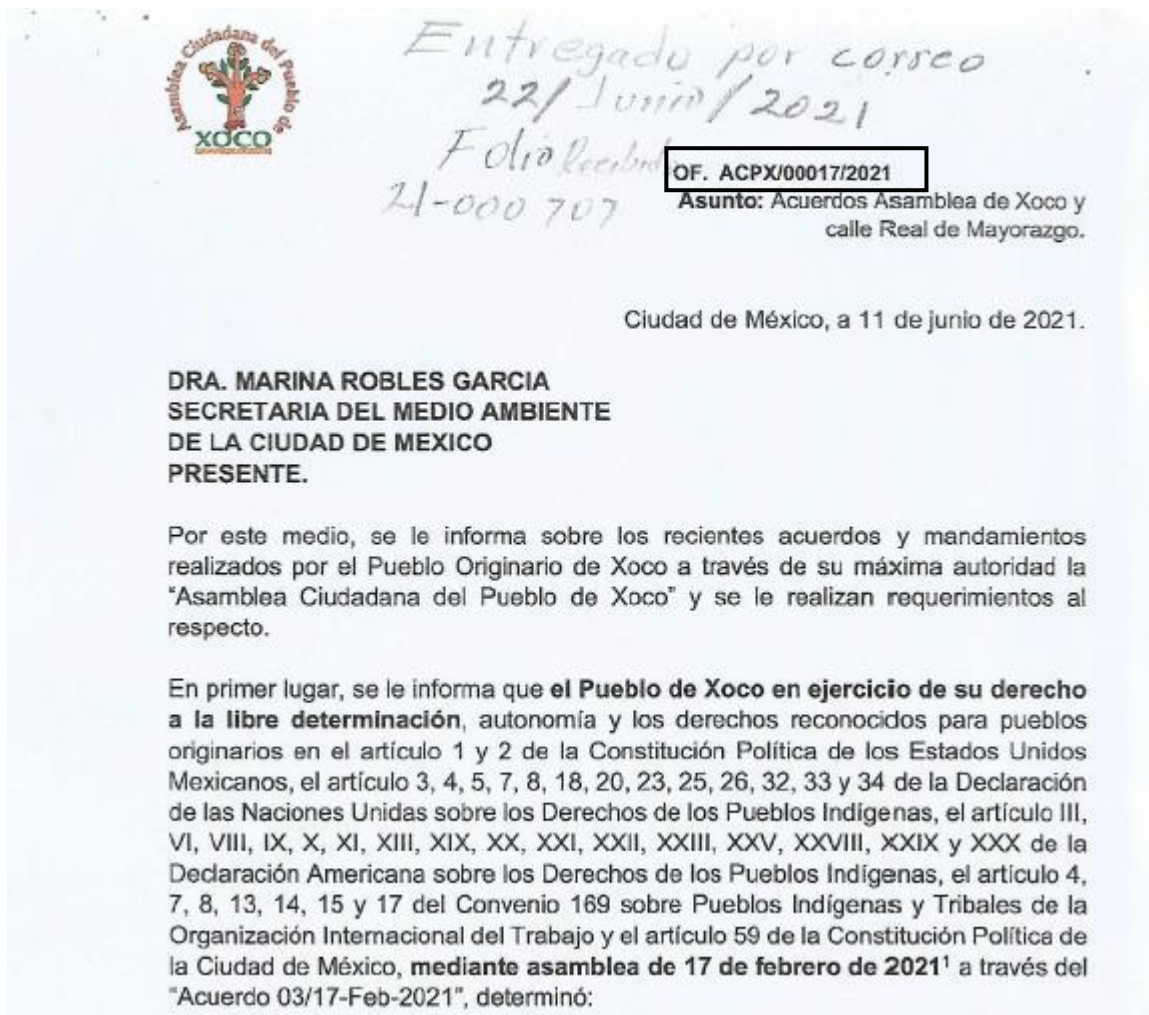 Asamblea Ciudadana del Pueblo de
XOCO
Entregado por correo
22/Junio/2021
Folio Recibido
21-000707
OF. ACPX/00017/2021
Asunto: Acuerdos Asamblea de Xoco y
calle Real de Mayorazgo.
Ciudad de México, a 11 de junio de 2021.
DRA. MARINA ROBLES GARCIA
SECRETARIA DEL MEDIO AMBIENTE
DE LA CIUDAD DE MEXICO
PRESENTE.
Por este medio, se le informa sobre los recientes acuerdos y mandamientos
realizados por el Pueblo Originario de Xoco a través de su máxima autoridad la
"Asamblea Ciudadana del Pueblo de Xoco" y se le realizan requerimientos al
respecto.
En primer lugar, se le informa que el Pueblo de Xoco en ejercicio de su derecho
a la libre determinación, autonomía y los derechos reconocidos para pueblos
originarios en el artículo 1 y 2 de la Constitución Política de los Estados Unidos
Mexicanos, el artículo 3, 4, 5, 7, 8, 18, 20, 23, 25, 26, 32, 33 y 34 de la Declaración
de las Naciones Unidas sobre los Derechos de los Pueblos Indígenas, el artículo III,
VI, VIII, IX, X, XI, XIII, XIX, XX, XXI, XXII, XXIII, XXV, XXVIII, XXIX y XXX de la
Declaración Americana sobre los Derechos de los Pueblos Indígenas, el artículo 4,
7, 8, 13, 14, 15 y 17 del Convenio 169 sobre Pueblos Indígenas y Tribales de la
Organización Internacional del Trabajo y el artículo 59 de la Constitución Política de
la Ciudad de México, mediante asamblea de 17 de febrero de 2021¹ a través del
"Acuerdo 03/17-Feb-2021", determinó: